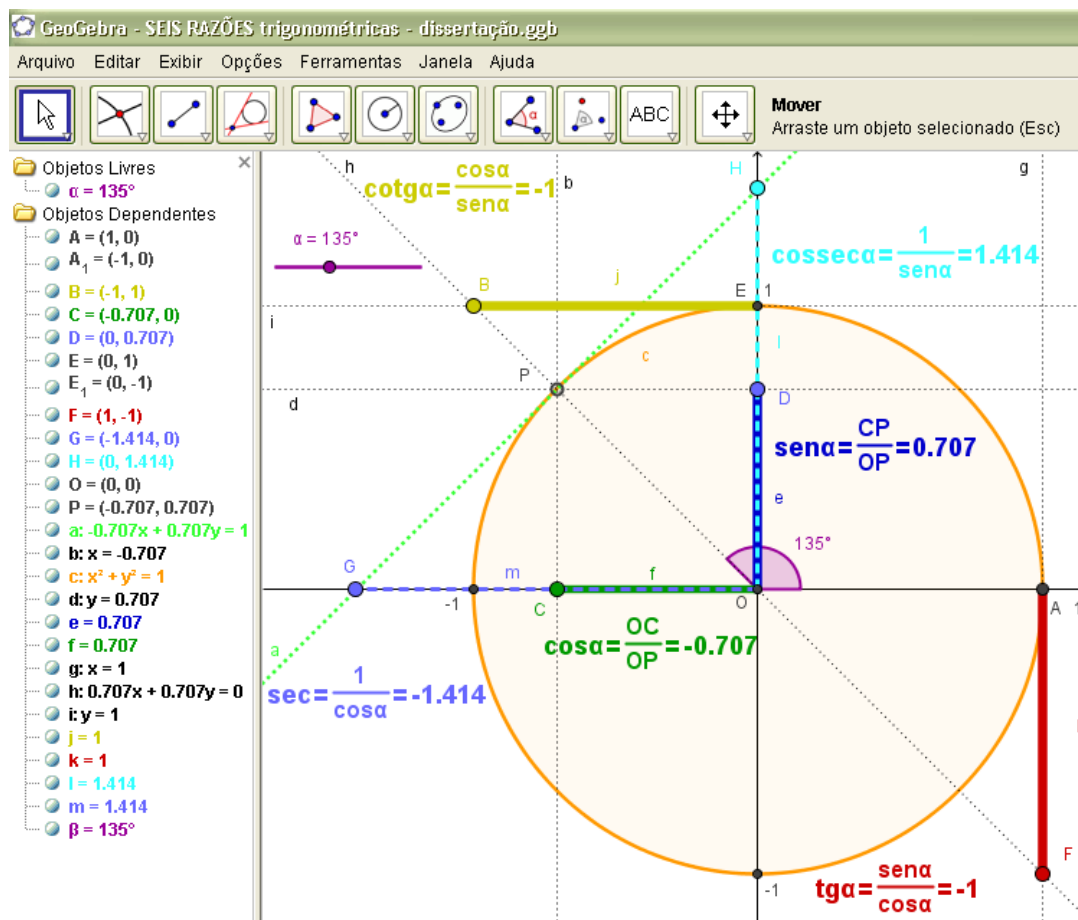 GeoGebra - SEIS RAZÕES trigonométricas - dissertação.ggb
Arquivo Editar Exibir Opções Ferramentas Janela Ajuda
ABC
Mover
Arraste um objeto selecionado (Esc)
Objetos Livres
α = 135°
Objetos Dependentes
A = (1, 0)
A₁ = (-1, 0)
B = (-1, 1)
C = (-0.707, 0)
D = (0, 0.707)
E = (0, 1)
E₁ = (0, -1)
F = (1, -1)
G = (-1.414, 0)
H = (0, 1.414)
O = (0, 0)
P = (-0.707, 0.707)
a: -0.707x + 0.707y = 1
b: x = -0.707
c: x² + y² = 1
d: y = 0.707
e = 0.707
f = 0.707
g: x = 1
h: 0.707x + 0.707y = 0
i: y = 1
j = 1
k = 1
l = 1.414
m = 1.414
β = 135°
h
cotgα = cosα / senα = -1
b
H
g
α = 135°
cossecα = 1 / senα = 1.414
B
j
E
1
i
c
l
P
d
D
senα = CP / OP = 0.707
e
135°
G
m
f
-1
C
O
A
1
cosα = OC / OP = -0.707
a
sec = 1 / cosα = -1.414
F
-1
tgα = senα / cosα = -1